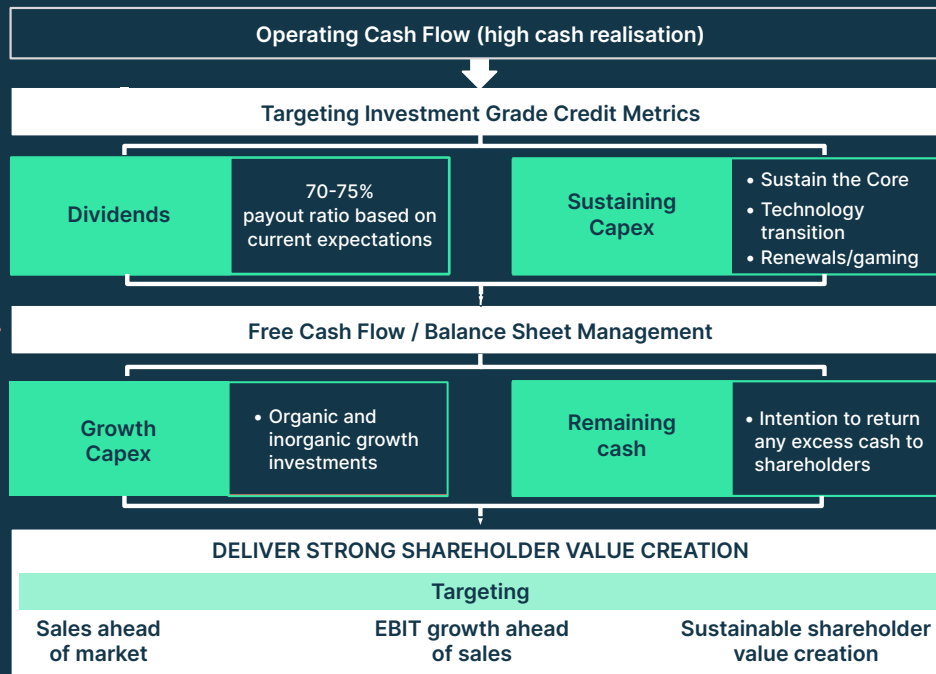 Operating Cash Flow (high cash realisation)
Targeting Investment Grade Credit Metrics
Dividends
70-75%
payout ratio based on
current expectations
Sustaining
Capex
• Sustain the Core
• Technology
transition
• Renewals/gaming
Free Cash Flow / Balance Sheet Management
Growth
Capex
• Organic and
inorganic growth
investments
Remaining
cash
• Intention to return
any excess cash to
shareholders
DELIVER STRONG SHAREHOLDER VALUE CREATION
Targeting
Sales ahead
of market
EBIT growth ahead
of sales
Sustainable shareholder
value creation